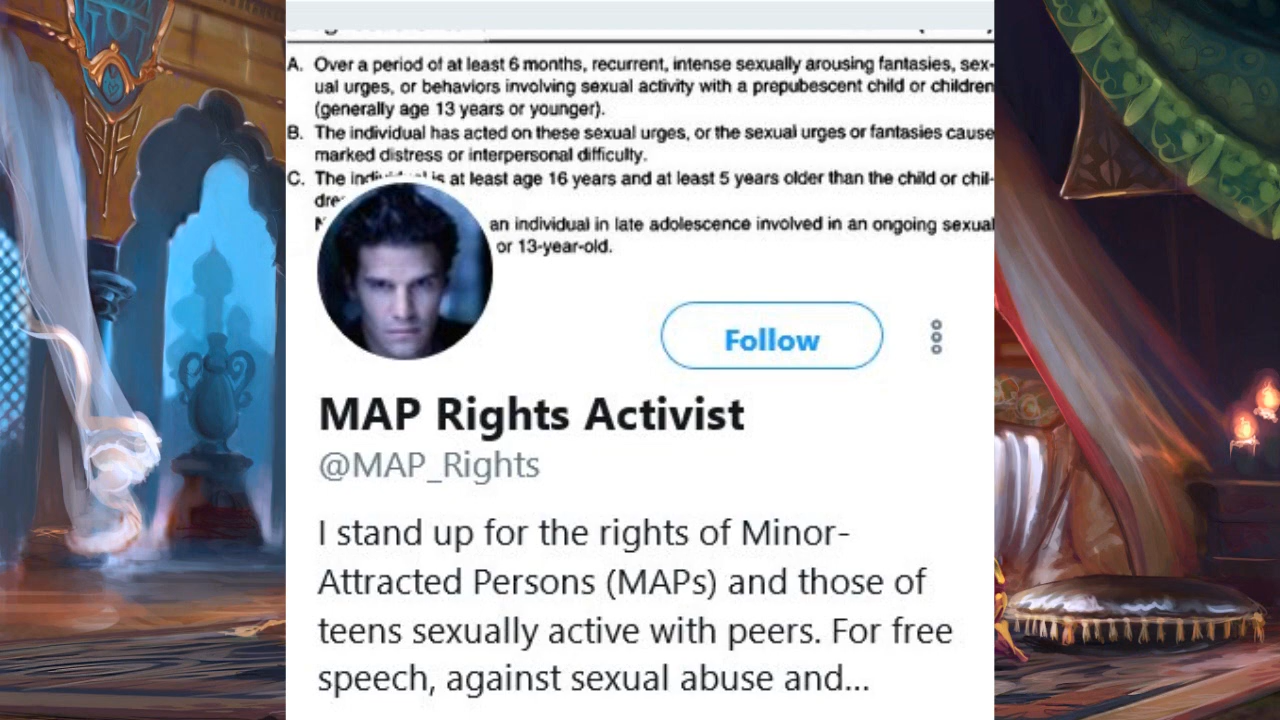 A. Over a period of at least 6 months, recurrent, intense sexually arousing fantasies, sex-
ual urges, or behaviors involving sexual activity with a prepubescent child or children
(generally age 13 years or younger).
B. The individual has acted on these sexual urges, or the sexual urges or fantasies cause
marked distress or interpersonal difficulty.
C. The is at least age 16 years and at least 5 years older than the child or chil-
an individual in late adolescence involved in an ongoing sexual
or 13-year-old.
Follow
MAP Rights Activist
@MAP_Rights
I stand up for the rights of Minor-
Attracted Persons (MAPs) and those of
teens sexually active with peers. For free
speech, against sexual abuse and...